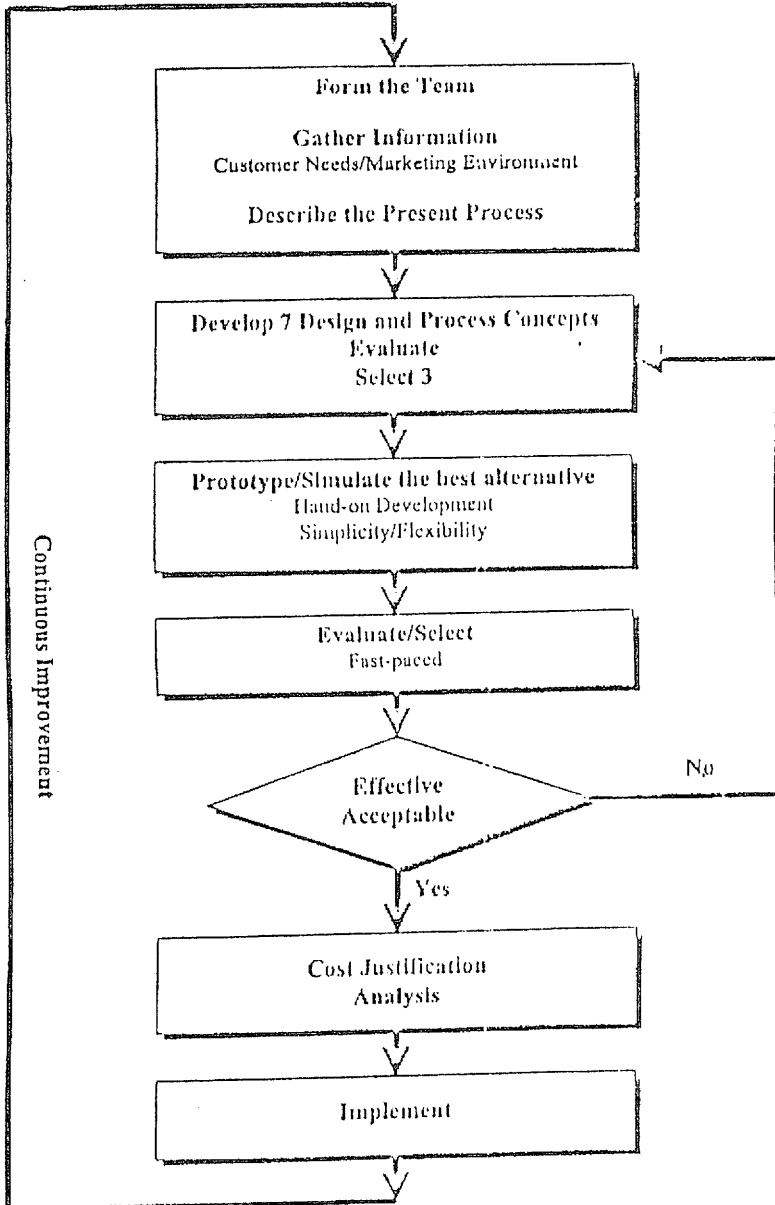 Form the Team
Gather Information
Customer Needs/Marketing Environment
Describe the Present Process
Develop 7 Design and Process Concepts
Evaluate
Select 3
Prototype/Simulate the best alternative
Hand-on Development
Simplicity/Flexibility
Evaluate/Select
Fast-paced
Effective
Acceptable
No
Yes
Cost Justification
Analysis
Implement
Continuous Improvement